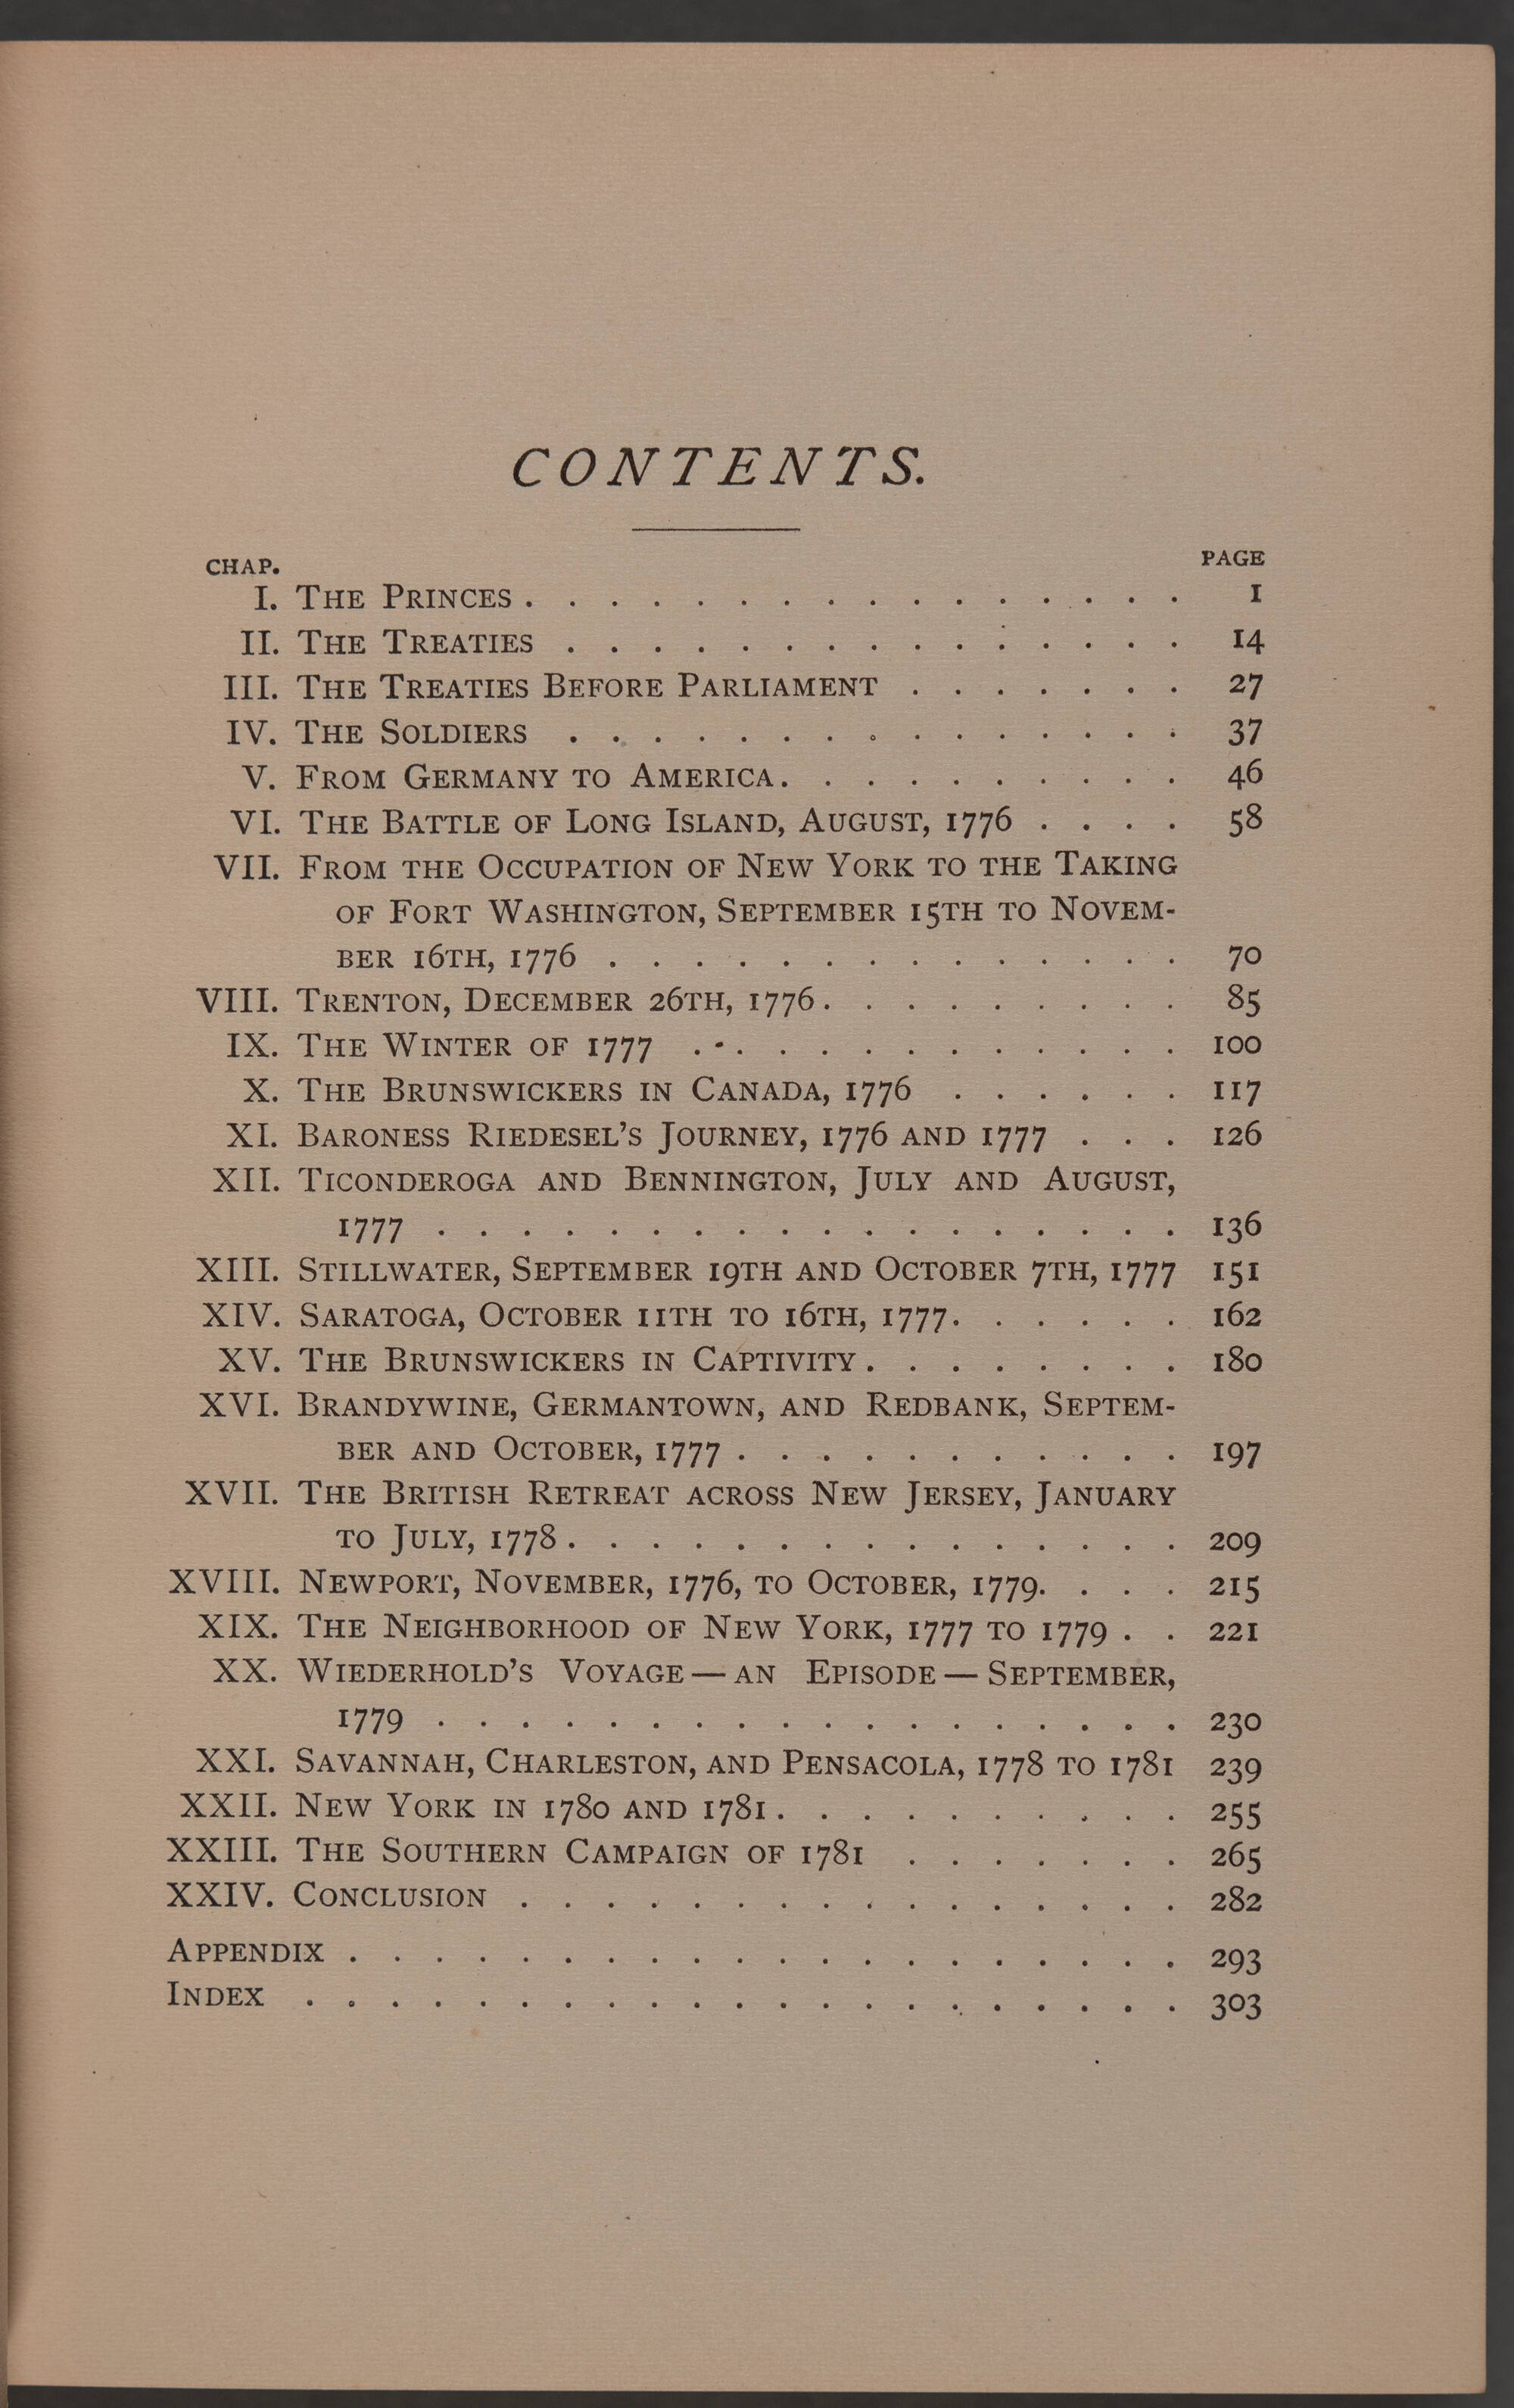 CONTENTS.
CHAP. PAGE
I. THE PRINCES . . . . . . . . . . . . . . . . 1
II. THE TREATIES . . . . . . . . . . . . . . . 14
III. THE TREATIES BEFORE PARLIAMENT . . . . . . . 27
IV. THE SOLDIERS . . . . . . . . . . . . . . . 37
V. FROM GERMANY TO AMERICA . . . . . . . . . . 46
VI. THE BATTLE OF LONG ISLAND, AUGUST, 1776 . . . . 58
VII. FROM THE OCCUPATION OF NEW YORK TO THE TAKING
OF FORT WASHINGTON, SEPTEMBER 15TH TO NOVEM-
BER 16TH, 1776 . . . . . . . . . . . . . . 70
VIII. TRENTON, DECEMBER 26TH, 1776 . . . . . . . . . 85
IX. THE WINTER OF 1777 . . . . . . . . . . . . 100
X. THE BRUNSWICKERS IN CANADA, 1776 . . . . . . 117
XI. BARONESS RIEDESEL'S JOURNEY, 1776 AND 1777 . . . 126
XII. TICONDEROGA AND BENNINGTON, JULY AND AUGUST,
1777 . . . . . . . . . . . . . . . . . . 136
XIII. STILLWATER, SEPTEMBER 19TH AND OCTOBER 7TH, 1777 151
XIV. SARATOGA, OCTOBER 11TH TO 16TH, 1777 . . . . . . 162
XV. THE BRUNSWICKERS IN CAPTIVITY . . . . . . . . 180
XVI. BRANDYWINE, GERMANTOWN, AND REDBANK, SEPTEM-
BER AND OCTOBER, 1777 . . . . . . . . . . . 197
XVII. THE BRITISH RETREAT ACROSS NEW JERSEY, JANUARY
TO JULY, 1778 . . . . . . . . . . . . . . . 209
XVIII. NEWPORT, NOVEMBER, 1776, TO OCTOBER, 1779 . . . . 215
XIX. THE NEIGHBORHOOD OF NEW YORK, 1777 TO 1779 . . 221
XX. WIEDERHOLD'S VOYAGE — AN EPISODE — SEPTEMBER,
1779 . . . . . . . . . . . . . . . . . . 230
XXI. SAVANNAH, CHARLESTON, AND PENSACOLA, 1778 TO 1781 239
XXII. NEW YORK IN 1780 AND 1781 . . . . . . . . . . 255
XXIII. THE SOUTHERN CAMPAIGN OF 1781 . . . . . . . 265
XXIV. CONCLUSION . . . . . . . . . . . . . . . . 282
APPENDIX . . . . . . . . . . . . . . . . . . . . 293
INDEX . . . . . . . . . . . . . . . . . . . . . 303